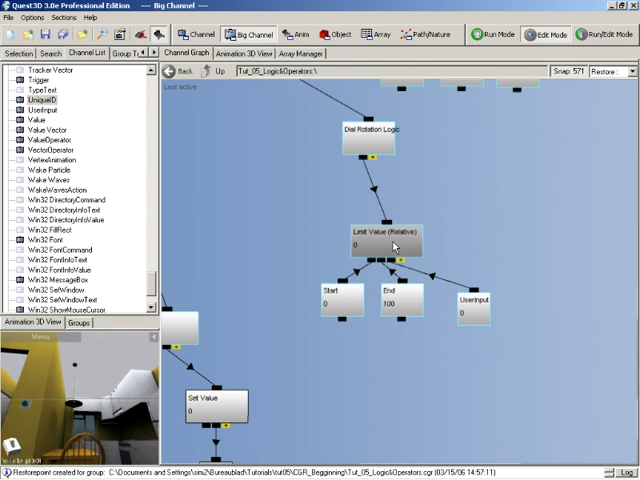 Quest3D 3.0e Professional Edition - Big Channel
File Options Sections Help
Channel Big Channel Anim Object Array Path/Nature Run Mode Edit Mode Run/Edit Mode
Selection Search Channel List Group Tr Channel Graph Animation 3D View Array Manager
Back Up Tut_05_Logic&Operators:\ Snap: 571 Restore :
Last active
Tracker Vector
Trigger
TypeText
UniqueID
UserInput
Value
Value Vector
ValueOperator
VectorOperator
VertexAnimation
Wake Particle
Wake Waves
WakeWavesAction
Win32 DirectoryCommand
Win32 DirectoryInfoText
Win32 DirectoryInfoValue
Win32 FillRect
Win32 Font
Win32 FontCommand
Win32 FontInfoText
Win32 FontInfoValue
Win32 MessageBox
Win32 SetWindow
Win32 SetWindowText
Win32 ShowMouseCursor
Animation 3D View Groups
Menu
Dial Rotation Logic
Limit Value (Relative)
0
Start
0
End
100
UserInput
0
Set Value
0
Restorepoint created for group: C:\Documents and Settings\sim2\Bureaublad\Tutorials\tut05\CGR_Begginning\Tut_05_Logic&Operators.cgr (03/15/06 14:57:11) Log